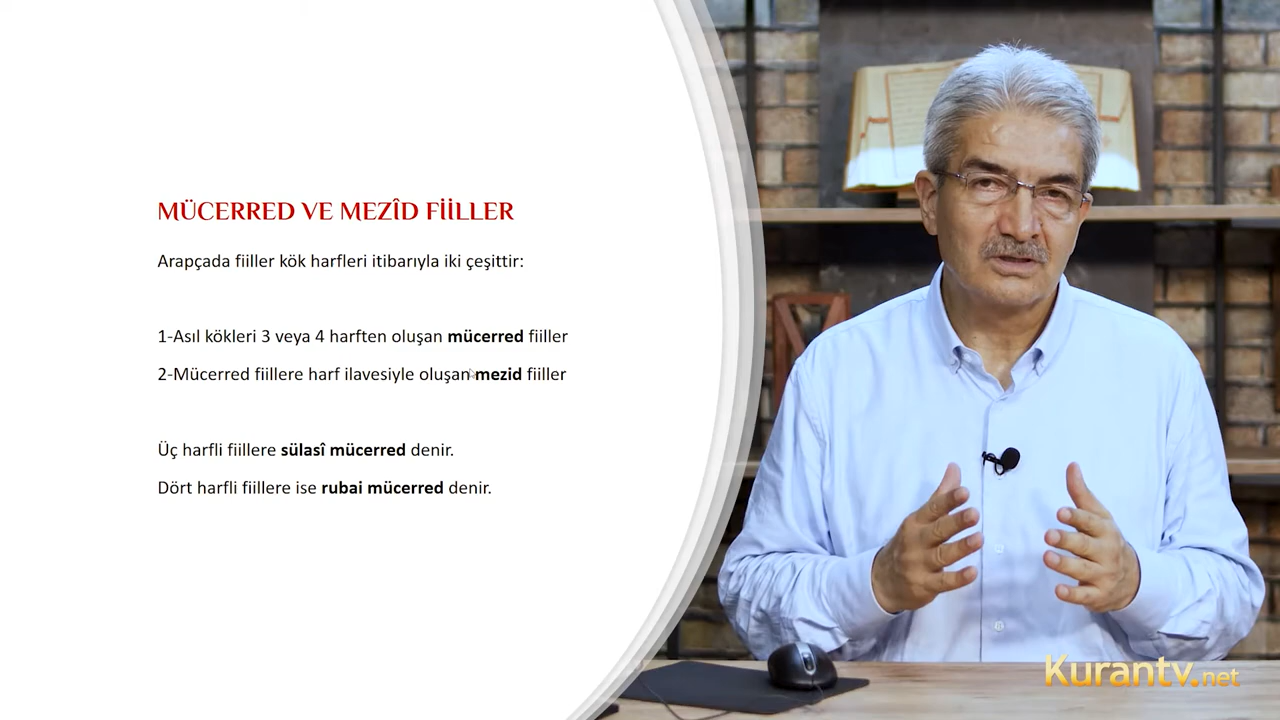 MÜCERRED VE MEZÎD FİİLLER
Arapçada fiiller kök harfleri itibarıyla iki çeşittir:
1-Asıl kökleri 3 veya 4 harften oluşan mücerred fiiller
2-Mücerred fiillere harf ilavesiyle oluşan mezid fiiller
Üç harfli fiillere sülasî mücerred denir.
Dört harfli fiillere ise rubai mücerred denir.
Kurantv.net